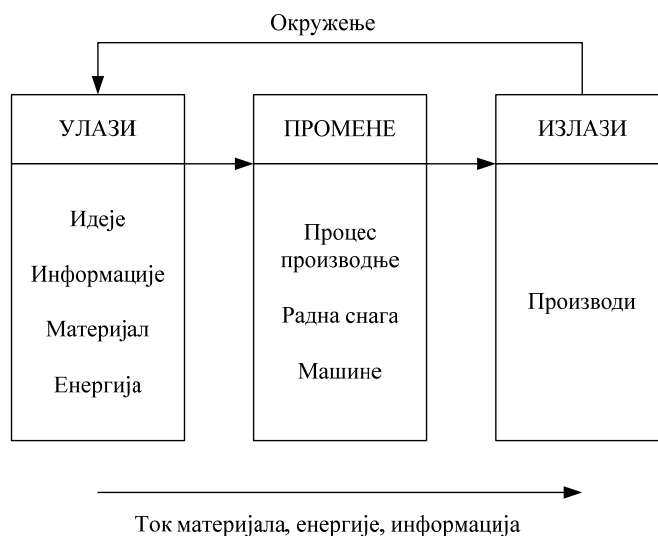 Окружење
УЛАЗИ
Идеје
Информације
Материјал
Енергија
ПРОМЕНЕ
Процес
производње
Радна снага
Машине
ИЗЛАЗИ
Производи
Ток материјала, енергије, информација